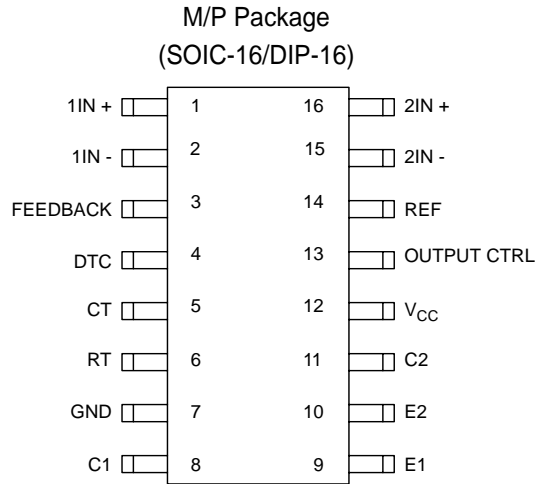 M/P Package
(SOIC-16/DIP-16)
1IN + 1 16 2IN +
1IN - 2 15 2IN -
FEEDBACK 3 14 REF
DTC 4 13 OUTPUT CTRL
CT 5 12 VCC
RT 6 11 C2
GND 7 10 E2
C1 8 9 E1